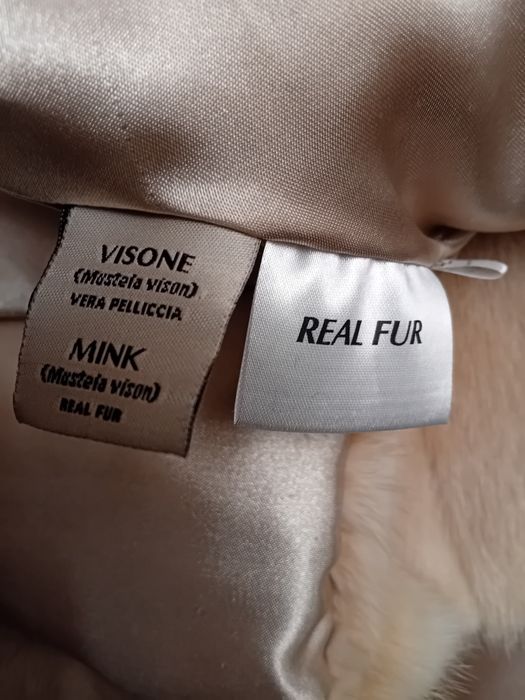 VISONE
(Mustela vison)
VERA PELLICCIA
MINK
(Mustela vison)
REAL FUR
REAL FUR